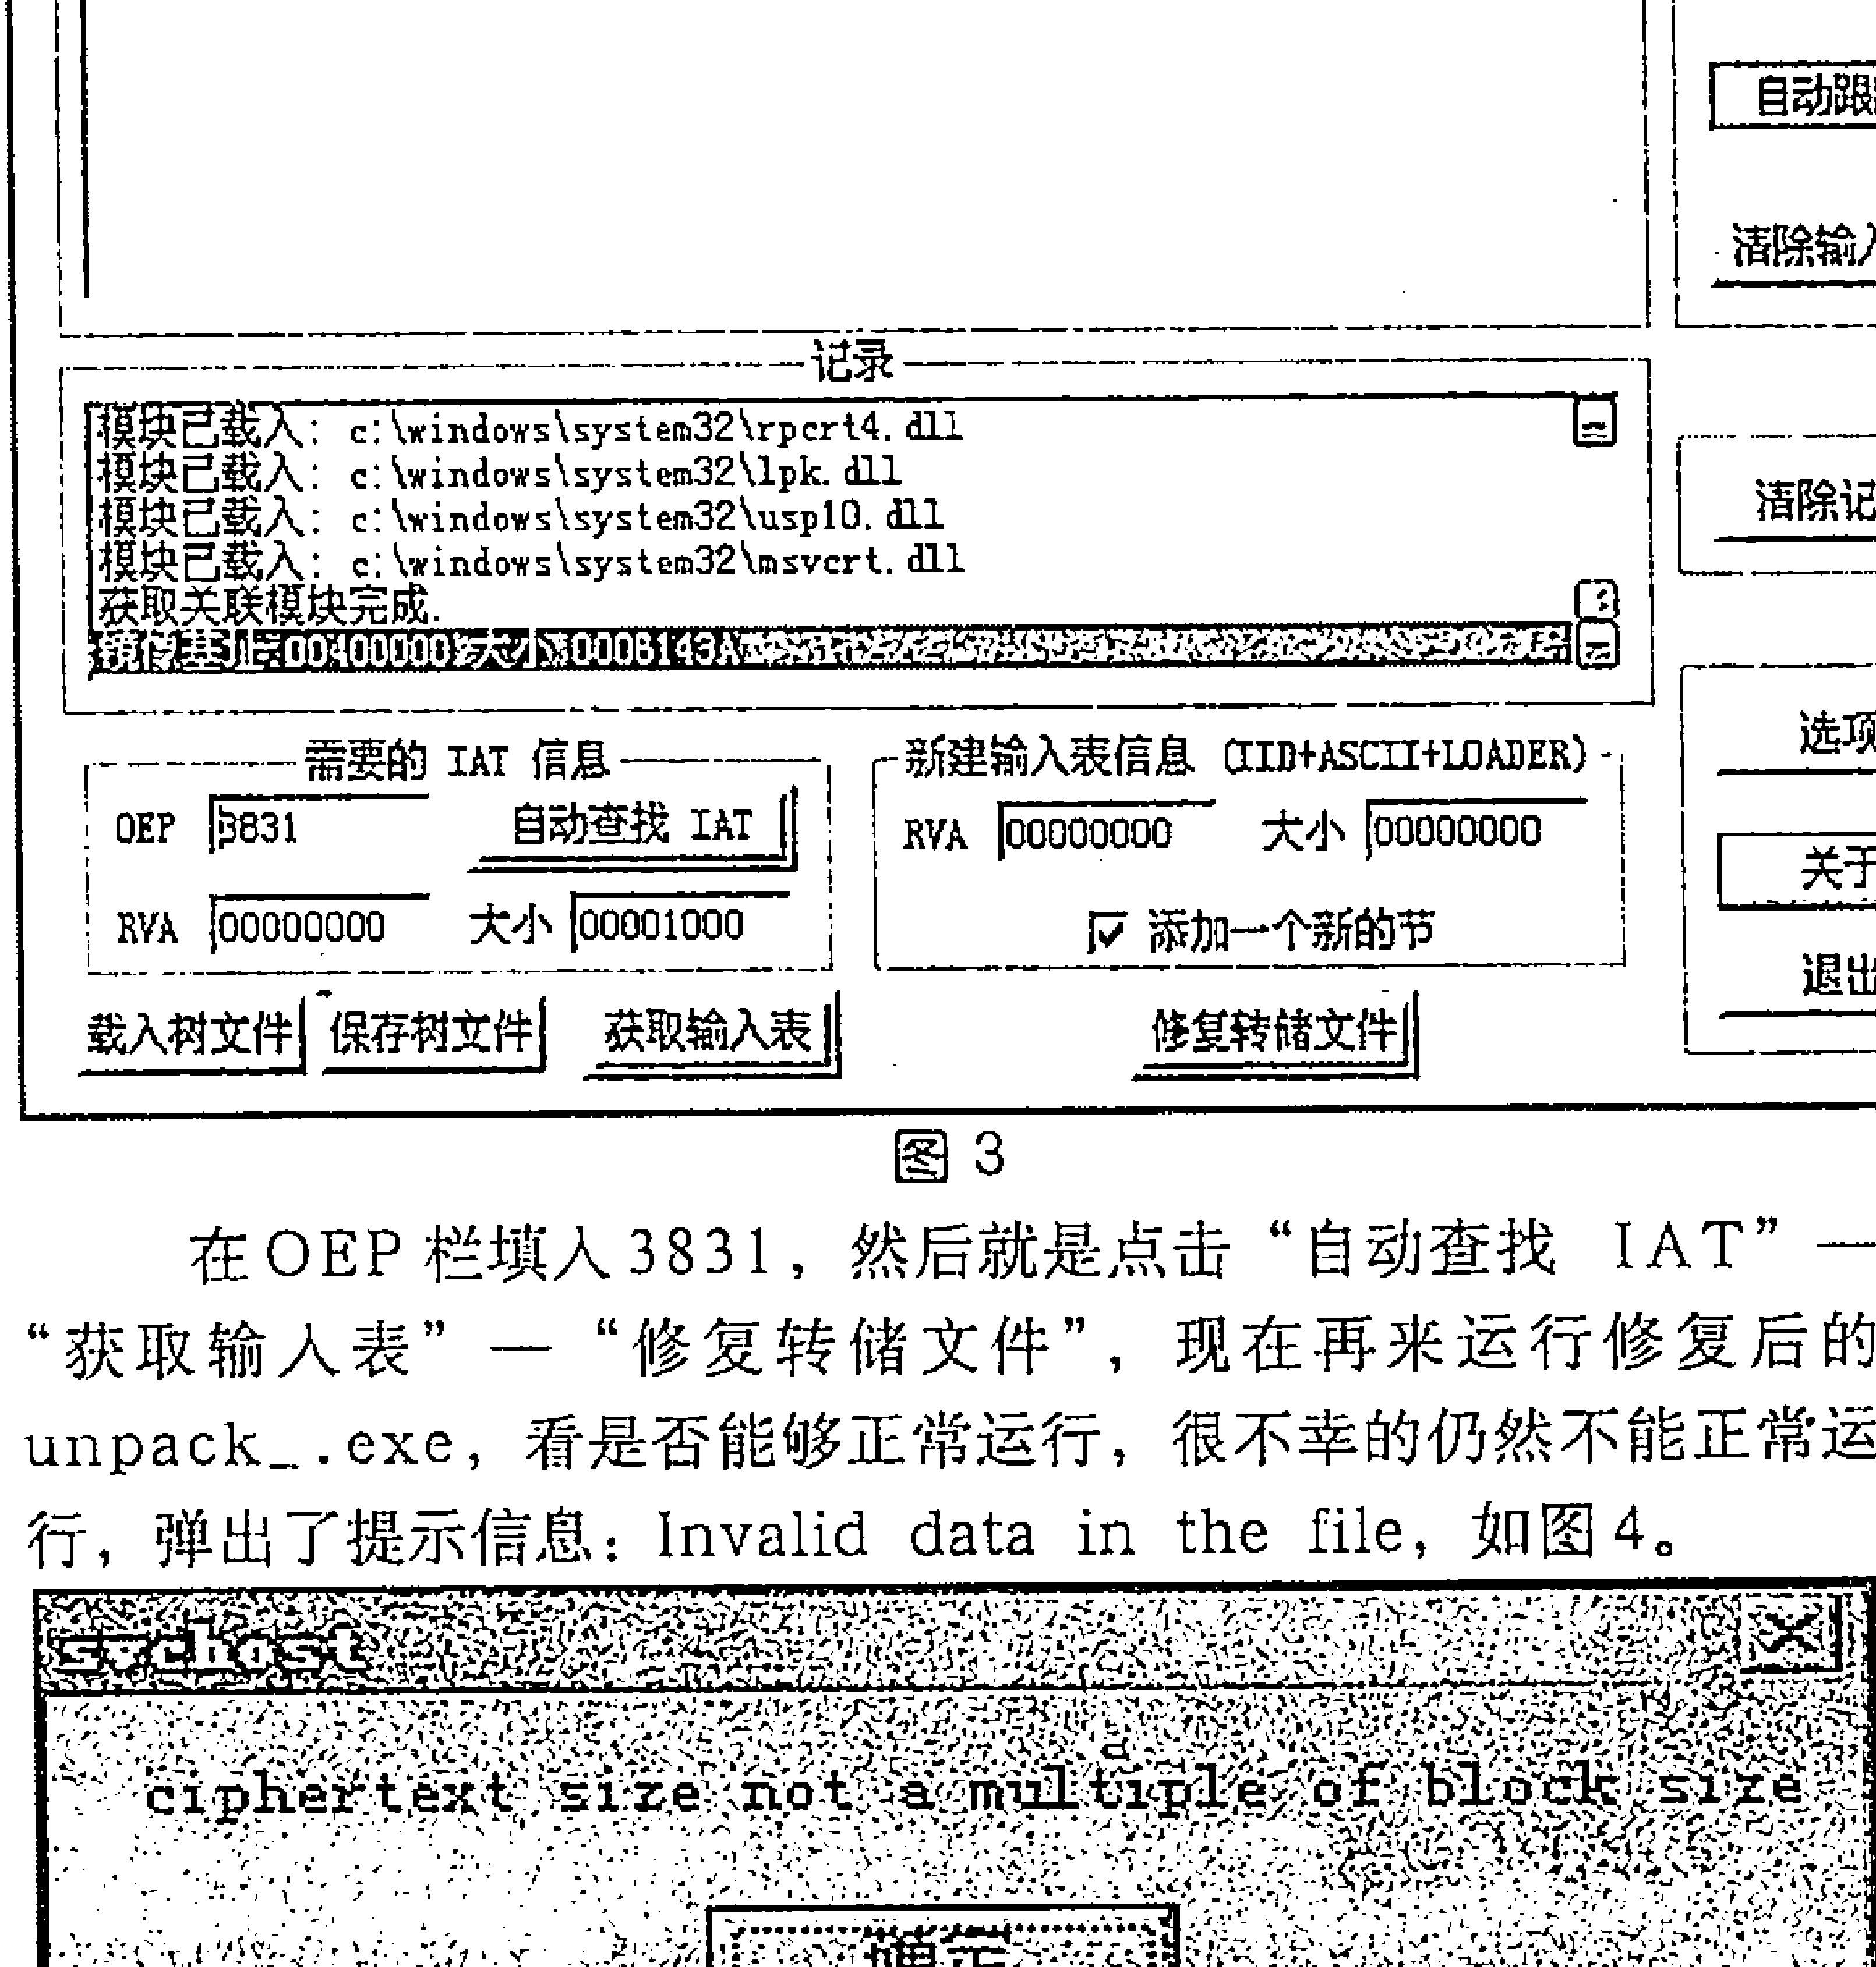 自动跟
清除输
记录
模块已载入: c:\windows\system32\rpcrt4.dll
模块已载入: c:\windows\system32\lpk.dll
模块已载入: c:\windows\system32\usp10.dll
模块已载入: c:\windows\system32\msvcrt.dll
获取关联模块完成.
镜像基址:00400000 大小:0006143A
清除记
需要的 IAT 信息
新建输入表信息 (IID+ASCII+LOADER)
选项
OEP 3831 自动查找 IAT
RVA 00000000 大小 00000000
关于
RVA 00000000 大小 00001000
添加一个新的节
退出
载入树文件 保存树文件 获取输入表 修复转储文件
图 3
在OEP栏填入3831，然后就是点击“自动查找 IAT”—
“获取输入表”—“修复转储文件”，现在再来运行修复后的
unpack_.exe，看是否能够正常运行，很不幸的仍然不能正常运
行，弹出了提示信息：Invalid data in the file，如图4。
svchost
ciphertext size not a multiple of block size
确定